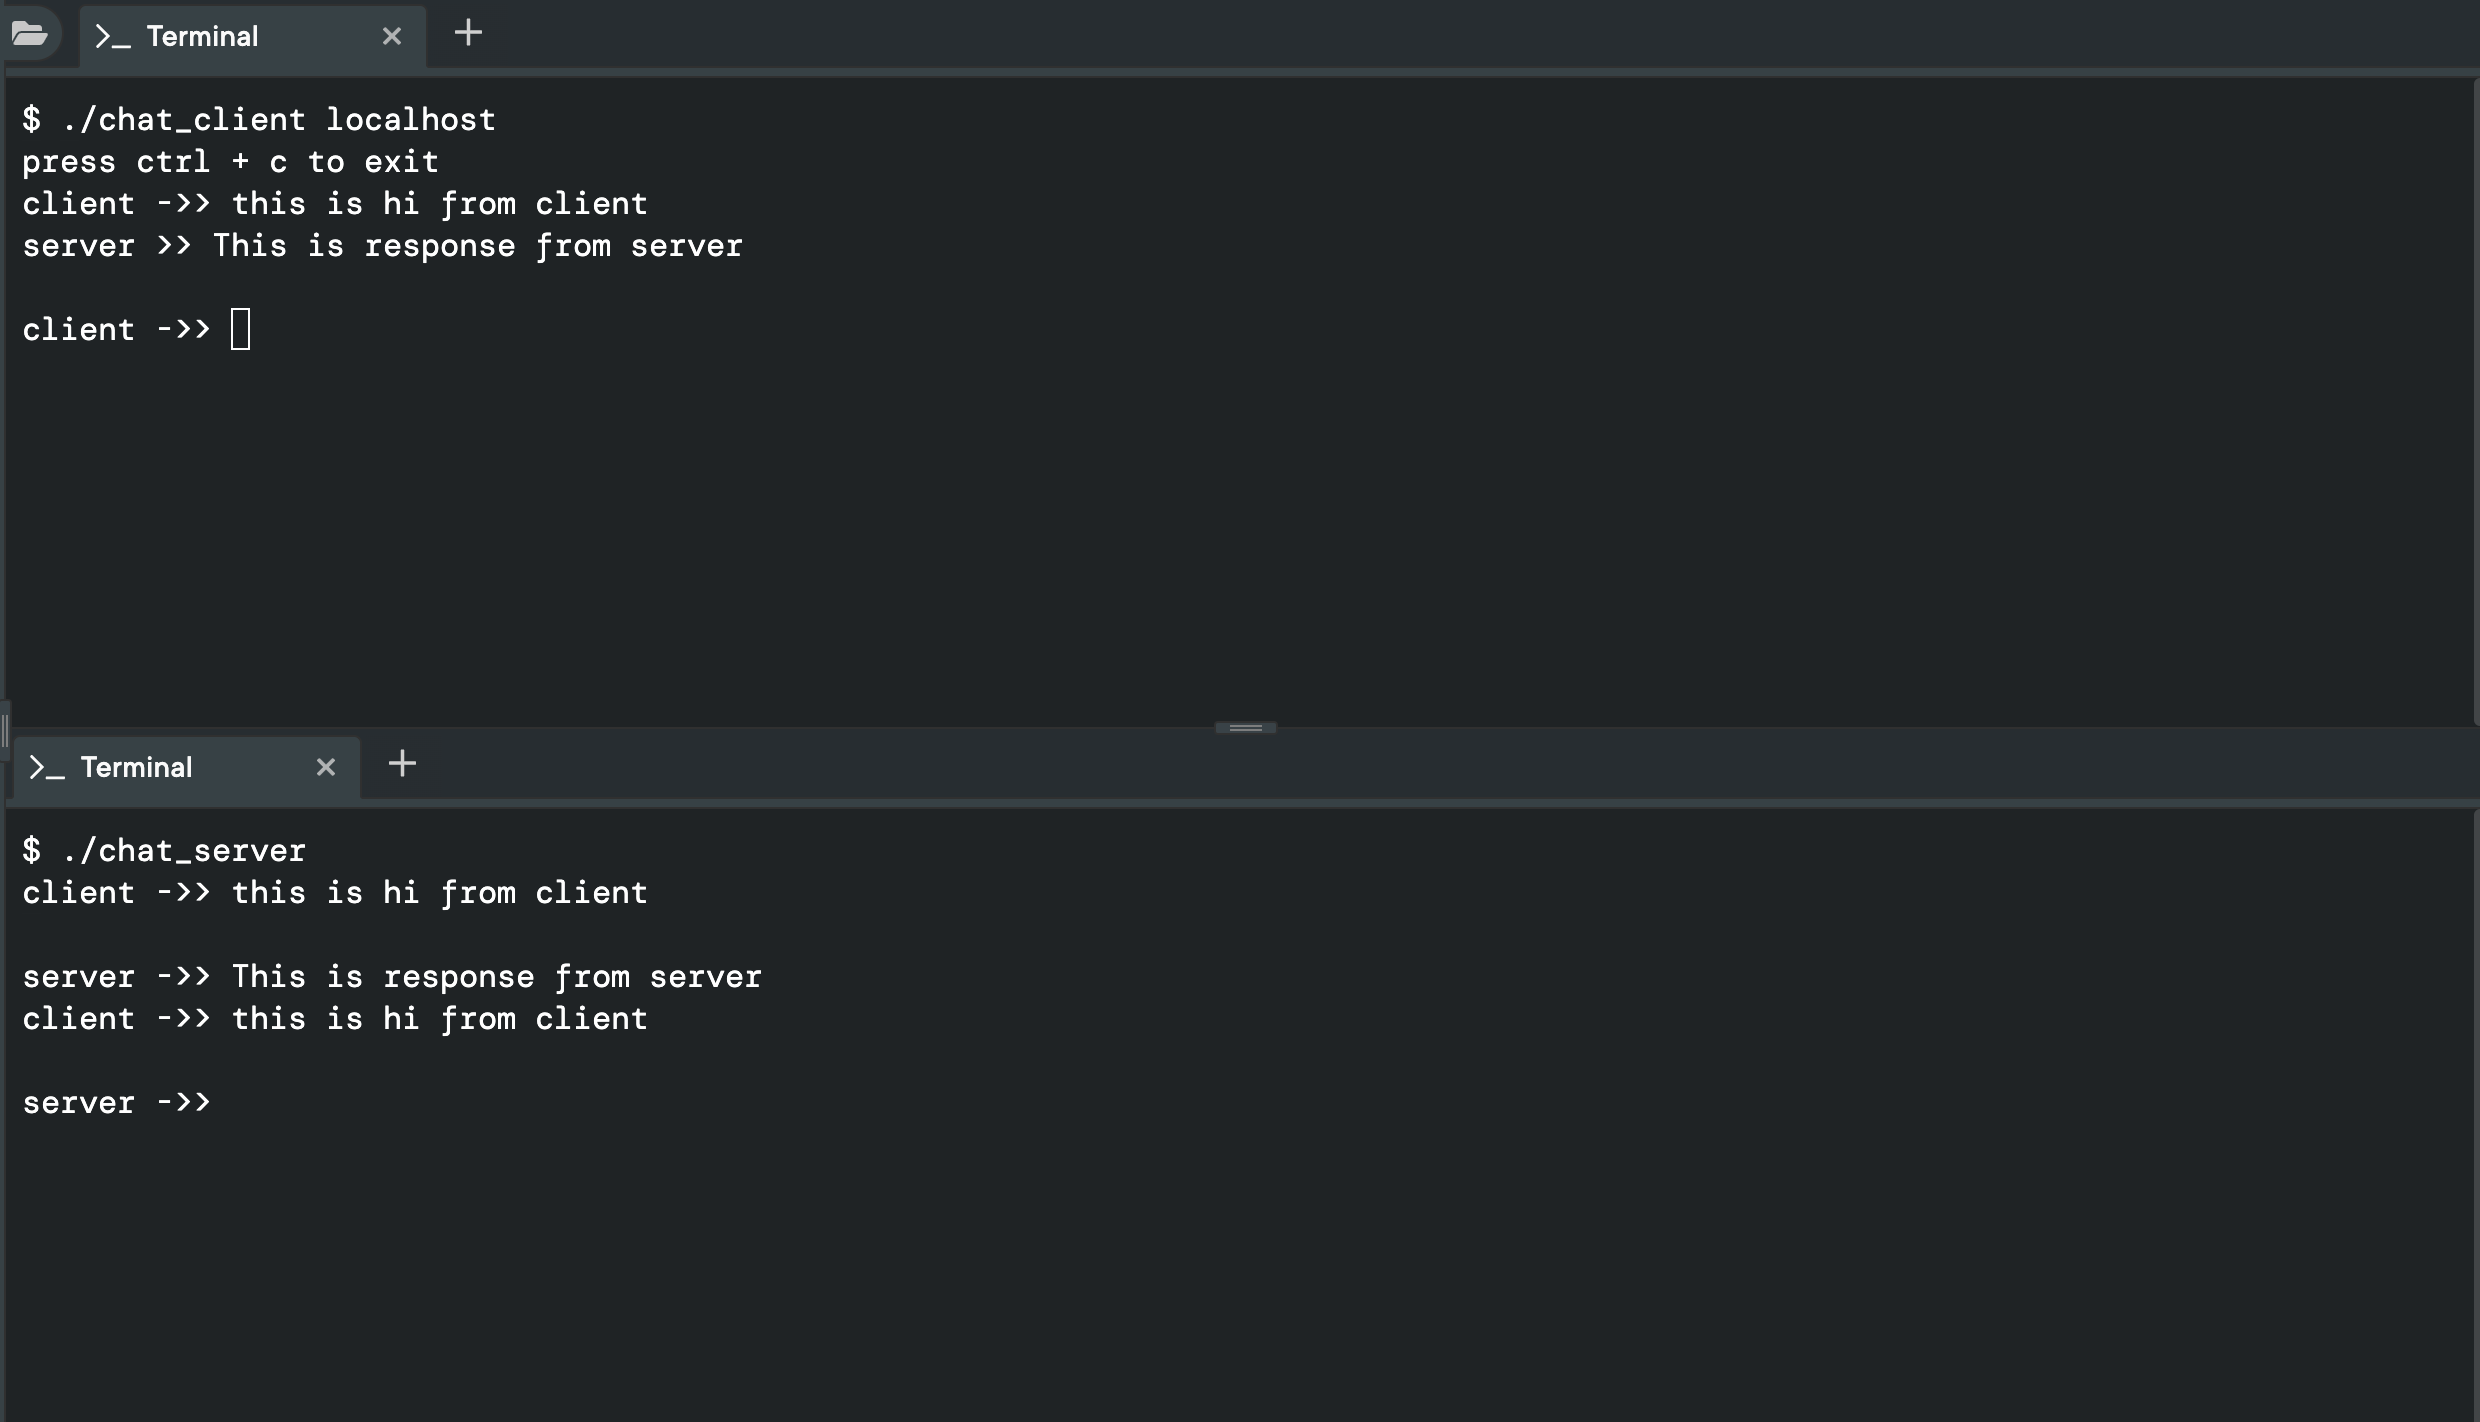 Terminal
$ ./chat_client localhost
press ctrl + c to exit
client ->> this is hi from client
server >> This is response from server
client ->>
Terminal
$ ./chat_server
client ->> this is hi from client
server ->> This is response from server
client ->> this is hi from client
server ->>